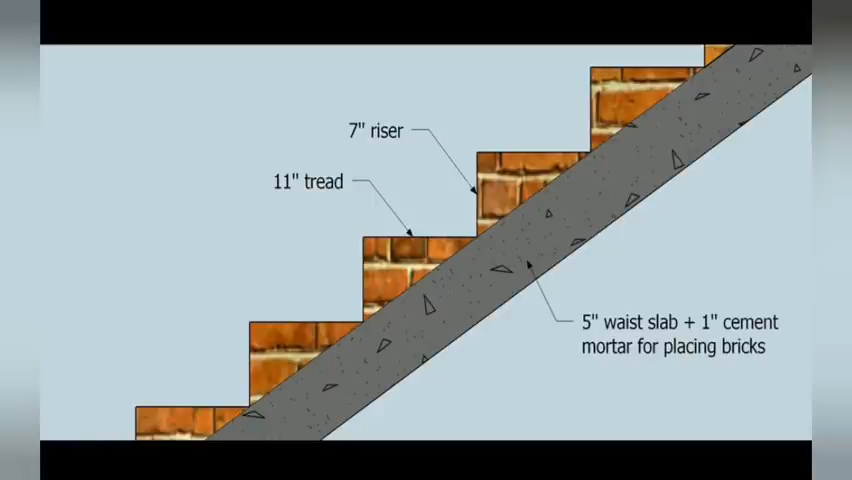 7" riser
11" tread
5" waist slab + 1" cement
mortar for placing bricks